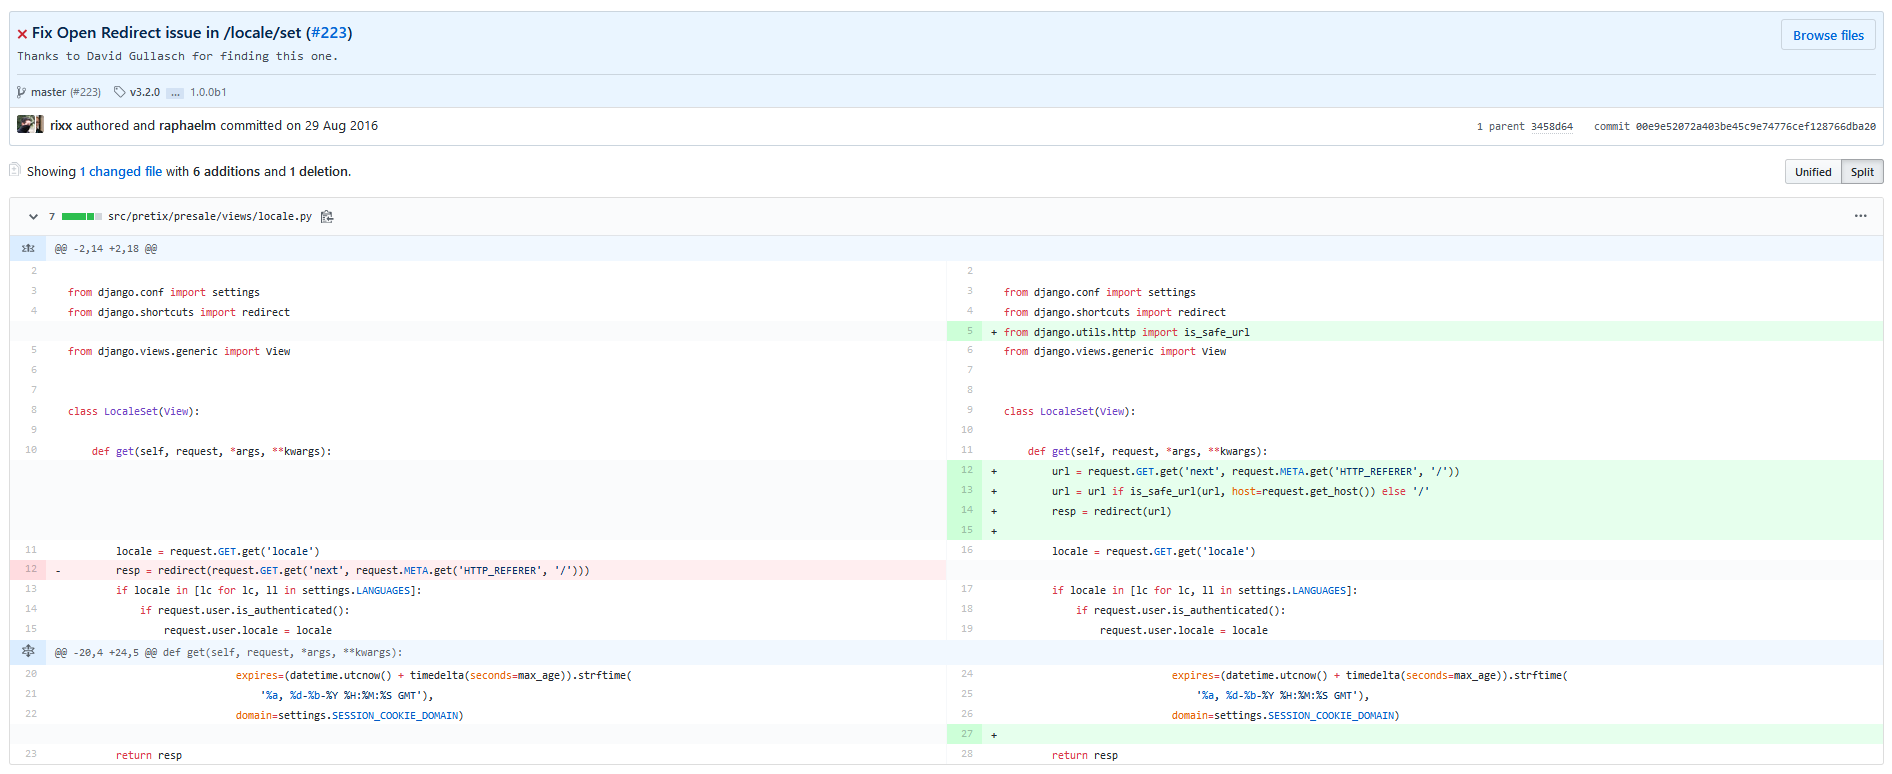 × Fix Open Redirect issue in /locale/set (#223)
Browse files
Thanks to David Gullasch for finding this one.
master (#223) v3.2.0 ... 1.0.0b1
rixx authored and raphaelm committed on 29 Aug 2016
1 parent 3458d64 commit 00e9e52072a403be45c9e74776cef128766dba20
Showing 1 changed file with 6 additions and 1 deletion.
Unified Split
7 src/pretix/presale/views/locale.py
@@ -2,14 +2,18 @@
2
3 from django.conf import settings
4 from django.shortcuts import redirect
5 from django.views.generic import View
6
7
8 class LocaleSet(View):
9
10 def get(self, request, *args, **kwargs):
11 locale = request.GET.get('locale')
12 - resp = redirect(request.GET.get('next', request.META.get('HTTP_REFERER', '/')))
13 if locale in [lc for lc, ll in settings.LANGUAGES]:
14 if request.user.is_authenticated():
15 request.user.locale = locale
2
3 from django.conf import settings
4 from django.shortcuts import redirect
5 + from django.utils.http import is_safe_url
6 from django.views.generic import View
7
8
9 class LocaleSet(View):
10
11 def get(self, request, *args, **kwargs):
12 + url = request.GET.get('next', request.META.get('HTTP_REFERER', '/'))
13 + url = url if is_safe_url(url, host=request.get_host()) else '/'
14 + resp = redirect(url)
15 +
16 locale = request.GET.get('locale')
17 if locale in [lc for lc, ll in settings.LANGUAGES]:
18 if request.user.is_authenticated():
19 request.user.locale = locale
@@ -20,4 +24,5 @@ def get(self, request, *args, **kwargs):
20 expires=(datetime.utcnow() + timedelta(seconds=max_age)).strftime(
21 '%a, %d-%b-%Y %H:%M:%S GMT'),
22 domain=settings.SESSION_COOKIE_DOMAIN)
23 return resp
24 expires=(datetime.utcnow() + timedelta(seconds=max_age)).strftime(
25 '%a, %d-%b-%Y %H:%M:%S GMT'),
26 domain=settings.SESSION_COOKIE_DOMAIN)
27 +
28 return resp